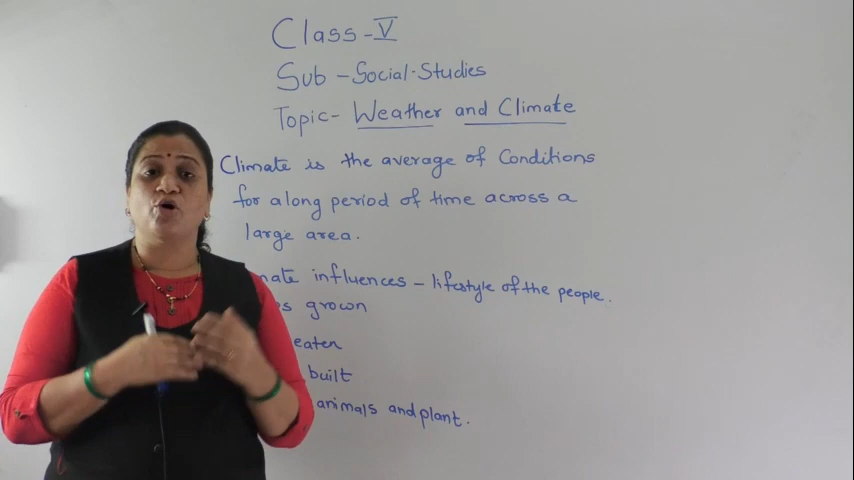 Class - V
Sub - Social-Studies
Topic - Weather and Climate
Climate is the average of Conditions
for a long period of time across a
large area.
influences - lifestyle of the people.
grown
eaten
built
animals and plant.